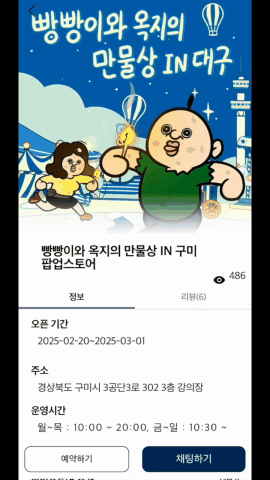 빵빵이와 옥지의
만물상 IN 대구
빵빵이와 옥지의 만물상 IN 구미
팝업스토어
486
정보
리뷰(6)
오픈 기간
2025-02-20~2025-03-01
주소
경상북도 구미시 3공단3로 302 3층 강의장
운영시간
월~목 : 10:00 ~ 20:00, 금~일 : 10:30 ~
예약하기
채팅하기